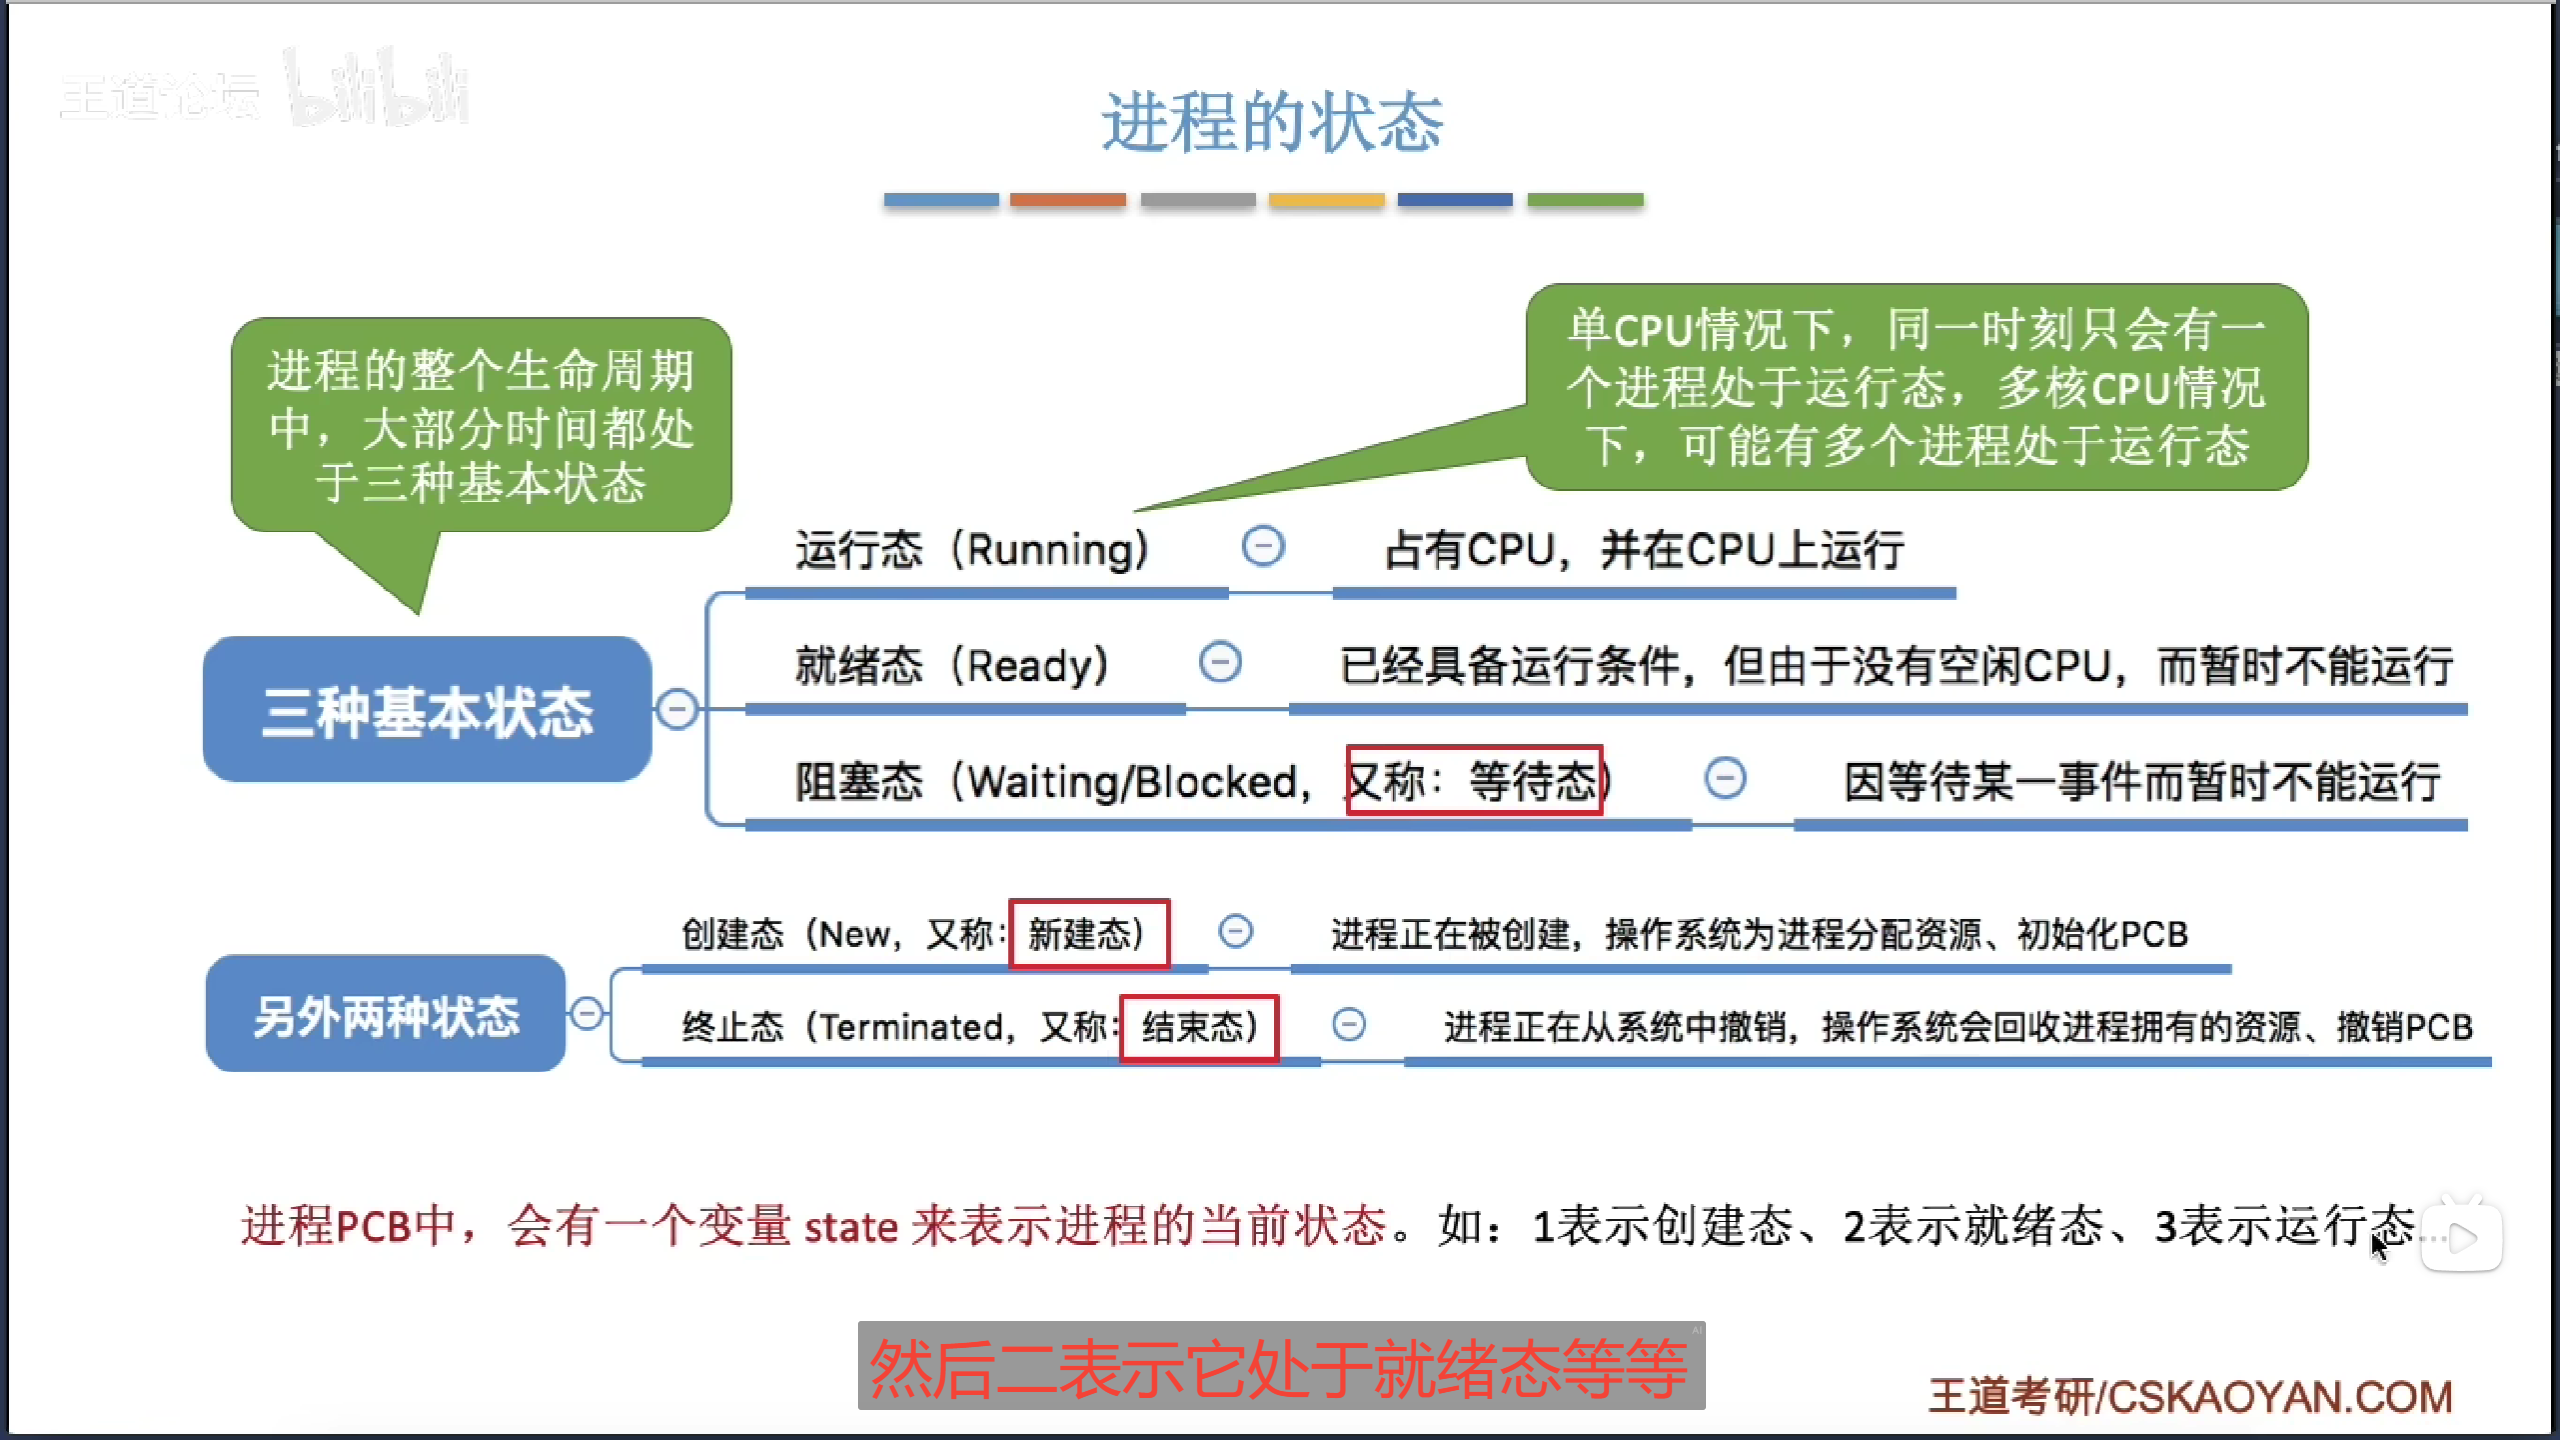 王道论坛 bilibili
进程的状态
进程的整个生命周期
中，大部分时间都处
于三种基本状态
单CPU情况下，同一时刻只会有一
个进程处于运行态，多核CPU情况
下，可能有多个进程处于运行态
三种基本状态
运行态（Running） 占有CPU，并在CPU上运行
就绪态（Ready） 已经具备运行条件，但由于没有空闲CPU，而暂时不能运行
阻塞态（Waiting/Blocked，又称：等待态） 因等待某一事件而暂时不能运行
另外两种状态
创建态（New，又称：新建态） 进程正在被创建，操作系统为进程分配资源、初始化PCB
终止态（Terminated，又称：结束态） 进程正在从系统中撤销，操作系统会回收进程拥有的资源、撤销PCB
进程PCB中，会有一个变量 state 来表示进程的当前状态。如：1表示创建态、2表示就绪态、3表示运行态...
AI
然后二表示它处于就绪态等等
王道考研/CSKAOYAN.COM